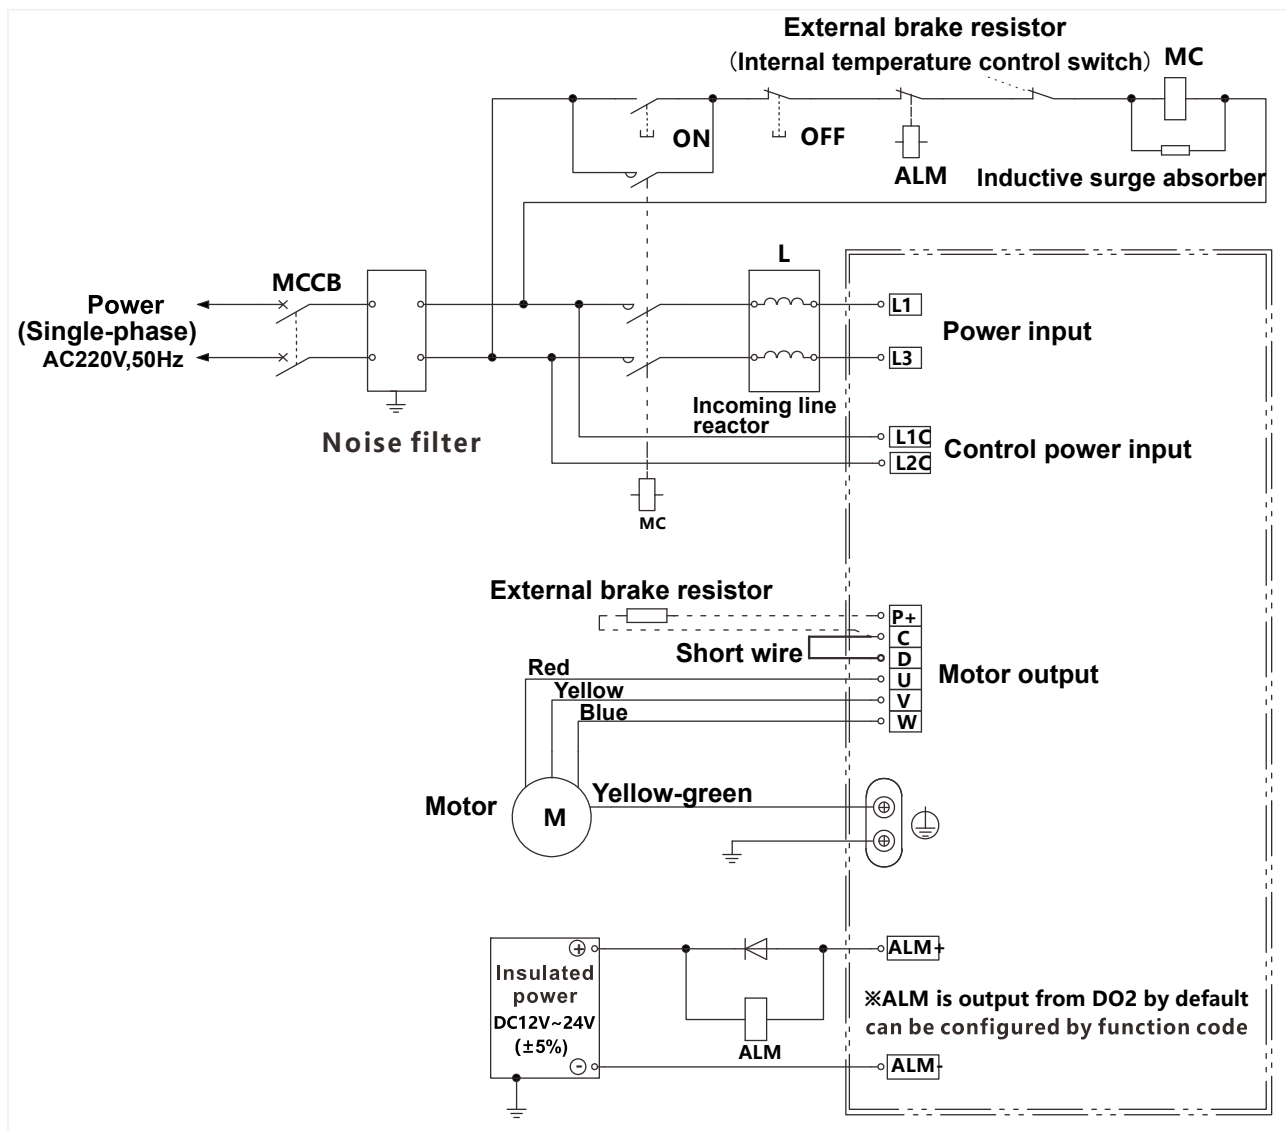 External brake resistor
（Internal temperature control switch） MC
ON
OFF
ALM
Inductive surge absorber
L
MCCB
Power
(Single-phase)
AC220V,50Hz
L1
Power input
L3
Incoming line
reactor
Noise filter
L1C
Control power input
L2C
MC
External brake resistor
P+
C
Short wire
D
Motor output
Red
U
Yellow
V
Blue
W
Yellow-green
Motor
M
+
ALM+
Insulated
power
DC12V~24V
(±5%)
※ALM is output from DO2 by default
can be configured by function code
ALM
-
ALM-